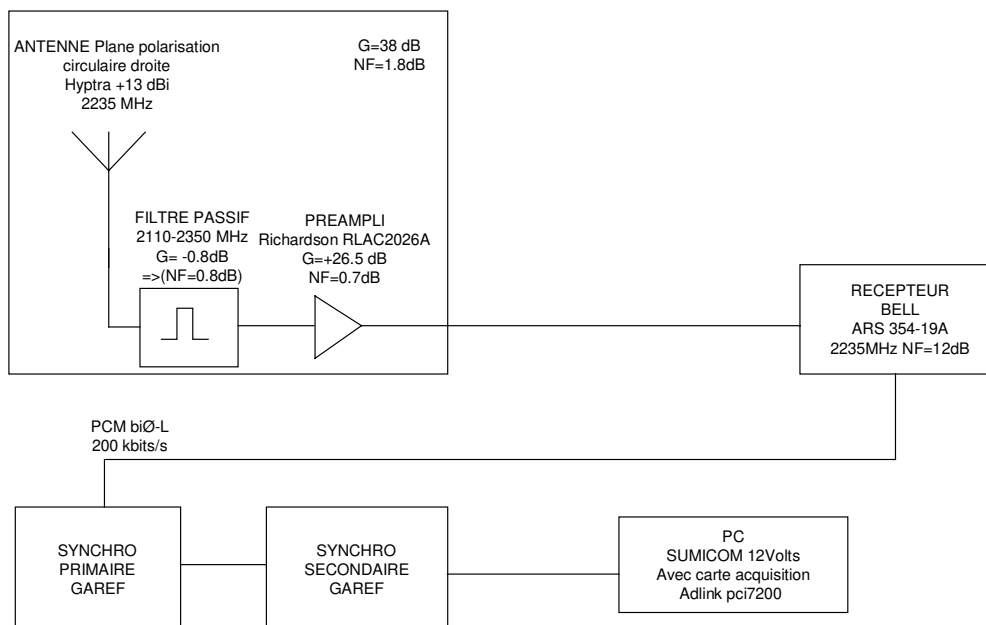 ANTENNE Plane polarisation
circulaire droite
Hyptra +13 dBi
2235 MHz
G=38 dB
NF=1.8dB
FILTRE PASSIF
2110-2350 MHz
G= -0.8dB
=>(NF=0.8dB)
PREAMPLI
Richardson RLAC2026A
G=+26.5 dB
NF=0.7dB
RECEPTEUR
BELL
ARS 354-19A
2235MHz NF=12dB
PCM biØ-L
200 kbits/s
SYNCHRO
PRIMAIRE
GAREF
SYNCHRO
SECONDAIRE
GAREF
PC
SUMICOM 12Volts
Avec carte acquisition
Adlink pci7200